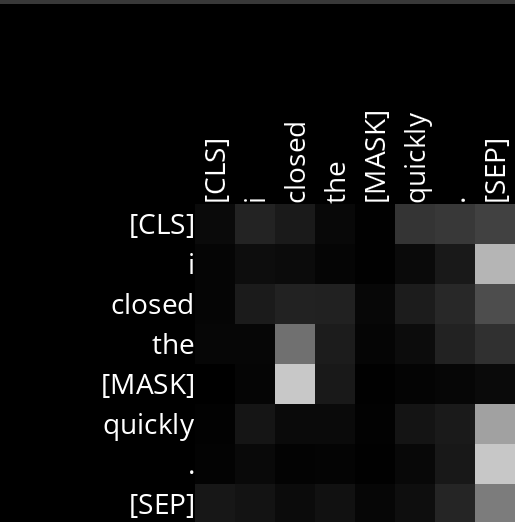 [CLS] i closed the [MASK] quickly . [SEP]
[CLS]
i
closed
the
[MASK]
quickly
.
[SEP]